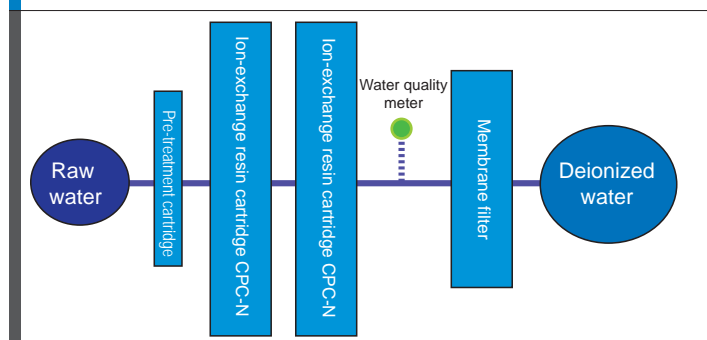 Raw
water
Pre-treatment cartridge
Ion-exchange resin cartridge CPC-N
Ion-exchange resin cartridge CPC-N
Water quality
meter
Membrane filter
Deionized
water